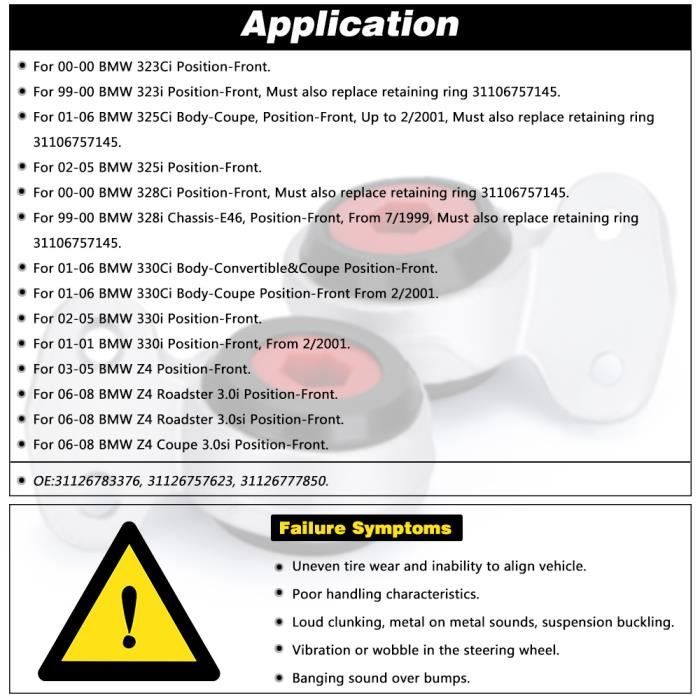 Application
For 00-00 BMW 323Ci Position-Front.
For 99-00 BMW 323i Position-Front, Must also replace retaining ring 31106757145.
For 01-06 BMW 325Ci Body-Coupe, Position-Front, Up to 2/2001, Must also replace retaining ring
31106757145.
For 02-05 BMW 325i Position-Front.
For 00-00 BMW 328Ci Position-Front, Must also replace retaining ring 31106757145.
For 99-00 BMW 328i Chassis-E46, Position-Front, From 7/1999, Must also replace retaining ring
31106757145.
For 01-06 BMW 330Ci Body-Convertible&Coupe Position-Front.
For 01-06 BMW 330Ci Body-Coupe Position-Front From 2/2001.
For 02-05 BMW 330i Position-Front.
For 01-01 BMW 330i Position-Front, From 2/2001.
For 03-05 BMW Z4 Position-Front.
For 06-08 BMW Z4 Roadster 3.0i Position-Front.
For 06-08 BMW Z4 Roadster 3.0si Position-Front.
For 06-08 BMW Z4 Coupe 3.0si Position-Front.
OE:31126783376, 31126757623, 31126777850.
Failure Symptoms
Uneven tire wear and inability to align vehicle.
Poor handling characteristics.
Loud clunking, metal on metal sounds, suspension buckling.
Vibration or wobble in the steering wheel.
Banging sound over bumps.